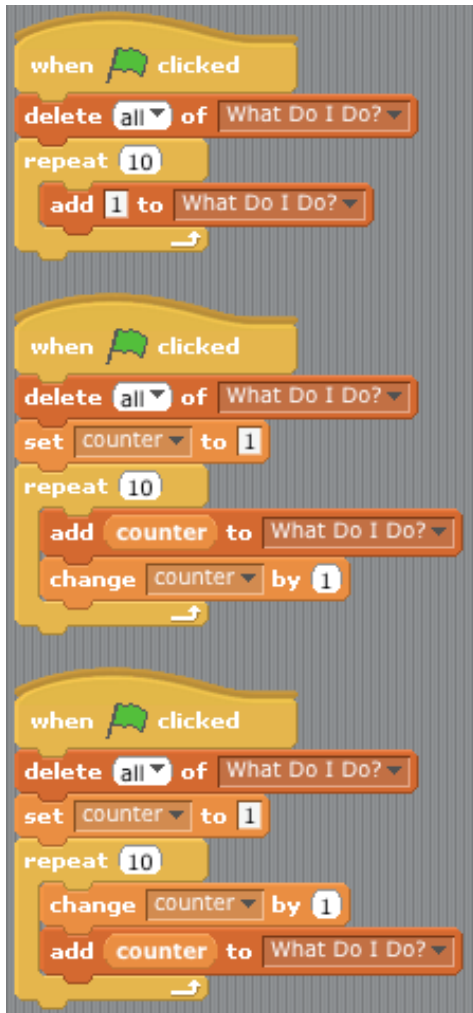 when clicked
delete all of What Do I Do?
repeat 10
add 1 to What Do I Do?
when clicked
delete all of What Do I Do?
set counter to 1
repeat 10
add counter to What Do I Do?
change counter by 1
when clicked
delete all of What Do I Do?
set counter to 1
repeat 10
change counter by 1
add counter to What Do I Do?